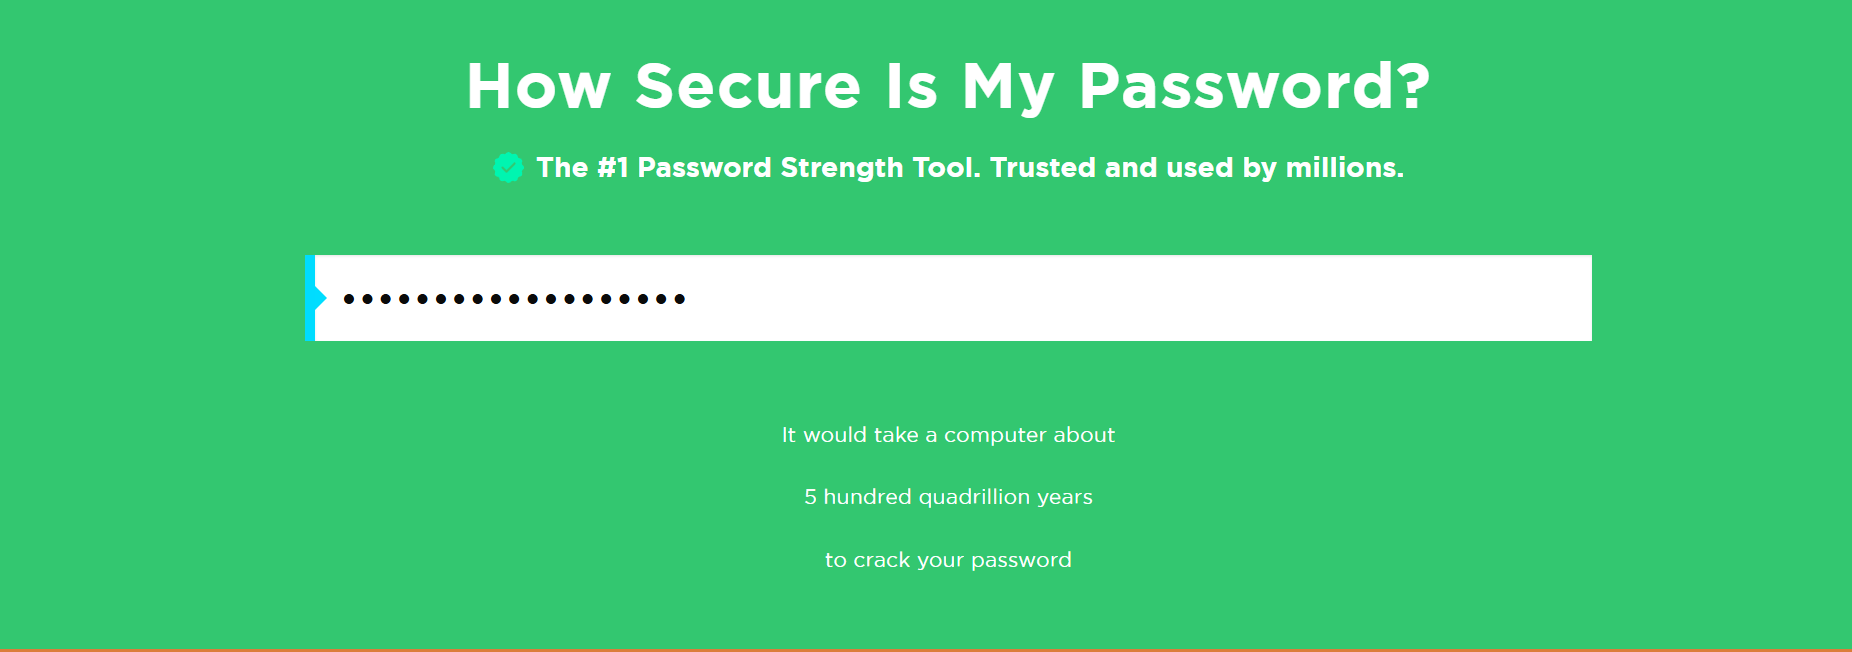 How Secure Is My Password?
The #1 Password Strength Tool. Trusted and used by millions.
•••••••••••••••••••
It would take a computer about
5 hundred quadrillion years
to crack your password